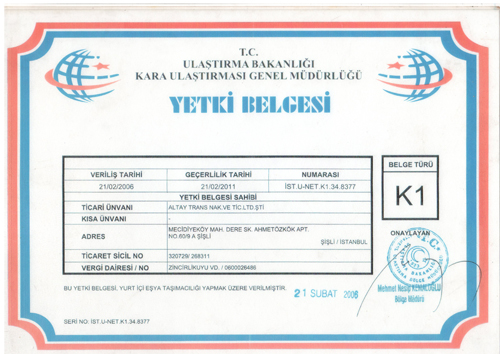 T.C.
ULAŞTIRMA BAKANLIĞI
KARA ULAŞTIRMASI GENEL MÜDÜRLÜĞÜ
YETKİ BELGESİ
VERİLİŞ TARİHİ GEÇERLİLİK TARİHİ NUMARASI
21/02/2006 21/02/2011 İST.U-NET.K1.34.8377
YETKİ BELGESİ SAHİBİ
TİCARİ ÜNVANI ALTAY TRANS NAK.VE TİC.LTD.ŞTİ
KISA ÜNVANI -
ADRES MECİDİYEKÖY MAH. DERE SK. AHMETÖZKÖK APT.
NO.60/9 A ŞİŞLİ
ŞİŞLİ / İSTANBUL
TİCARET SİCİL NO 320729/ 268311
VERGİ DAİRESİ / NO ZİNCİRLİKUYU VD. / 0600026486
BELGE TÜRÜ
K1
ONAYLAYAN
T.C.
Mehmet Nesip KEMALOĞLU
Bölge Müdürü
BU YETKİ BELGESİ, YURT İÇİ EŞYA TAŞIMACILIĞI YAPMAK ÜZERE VERİLMİŞTİR.
21 SUBAT 2006
SERİ NO: İST.U-NET.K1.34.8377